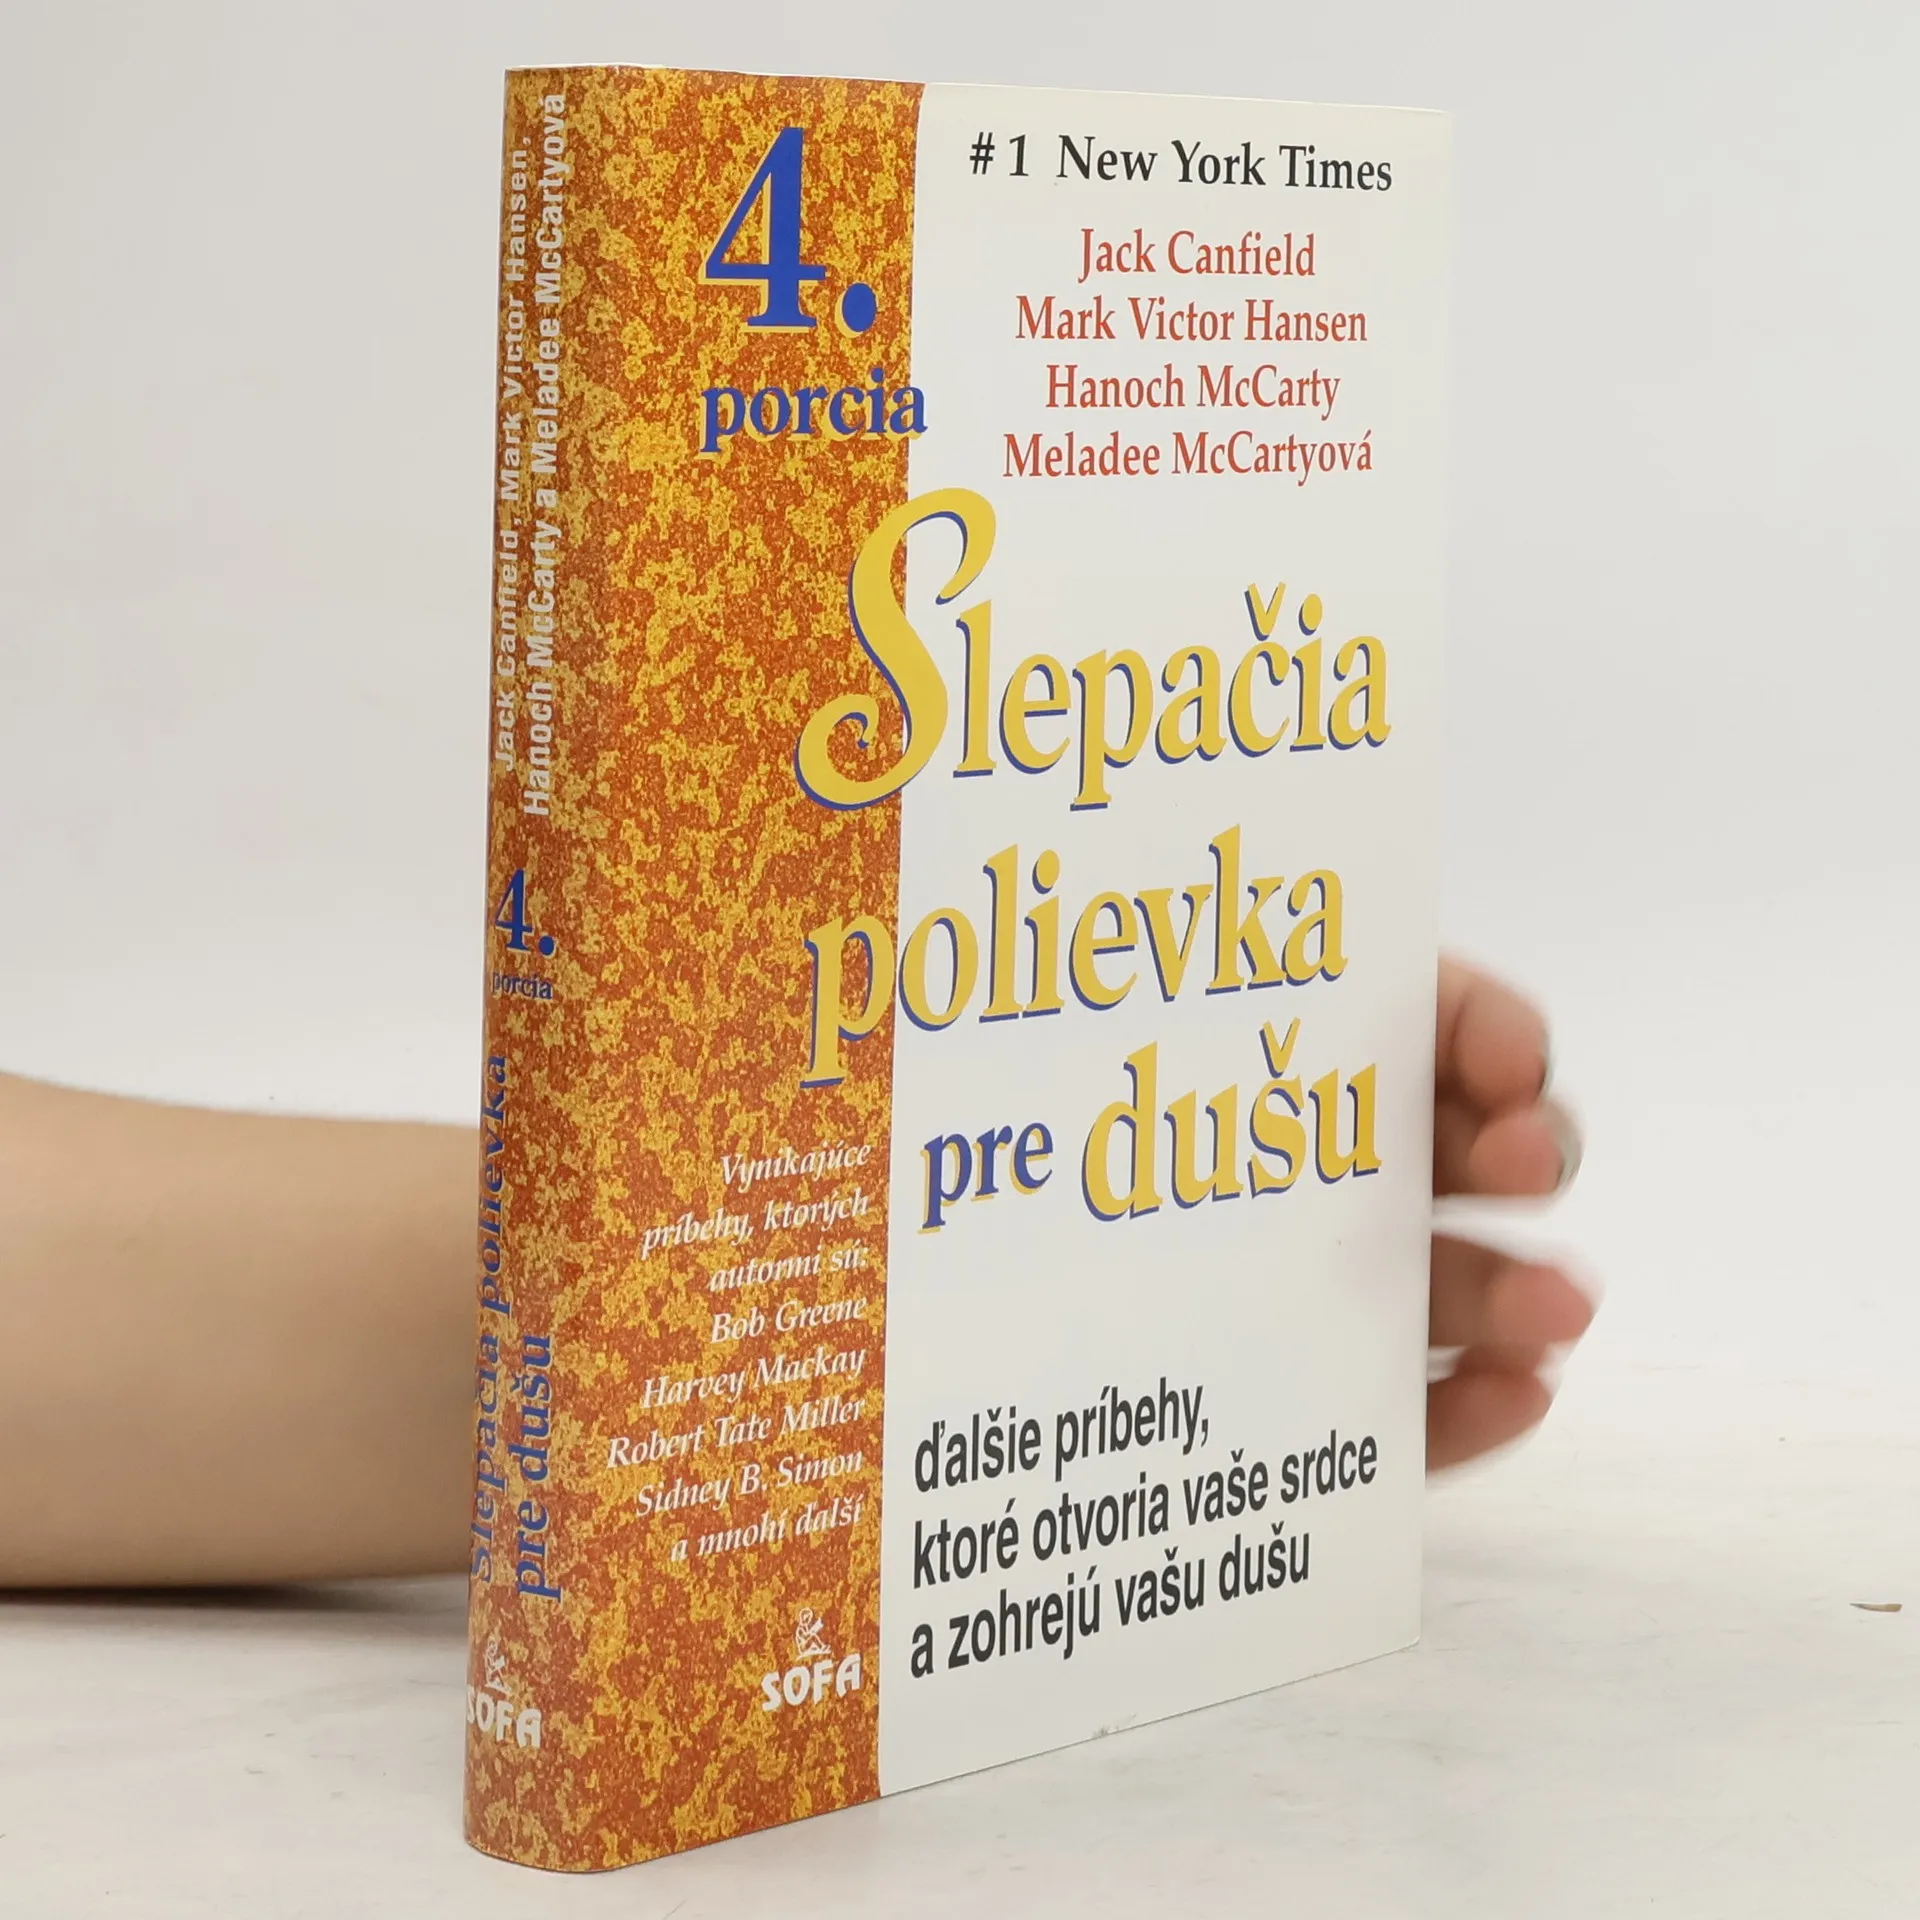 Jack Canfield, Mark Victor Hansen,
Hanoch McCarty a Meladee McCartyová
4.
porcia
Slepačia polievka
pre dušu
SOFA
4.
porcia
# 1 New York Times
Jack Canfield
Mark Victor Hansen
Hanoch McCarty
Meladee McCartyová
Slepačia
polievka
pre dušu
Vynikajúce
príbehy, ktorých
autormi sú:
Bob Greene
Harvey Mackay
Robert Tate Miller
Sidney B. Simon
a mnohí ďalší
SOFA
ďalšie príbehy,
ktoré otvoria vaše srdce
a zohrejú vašu dušu